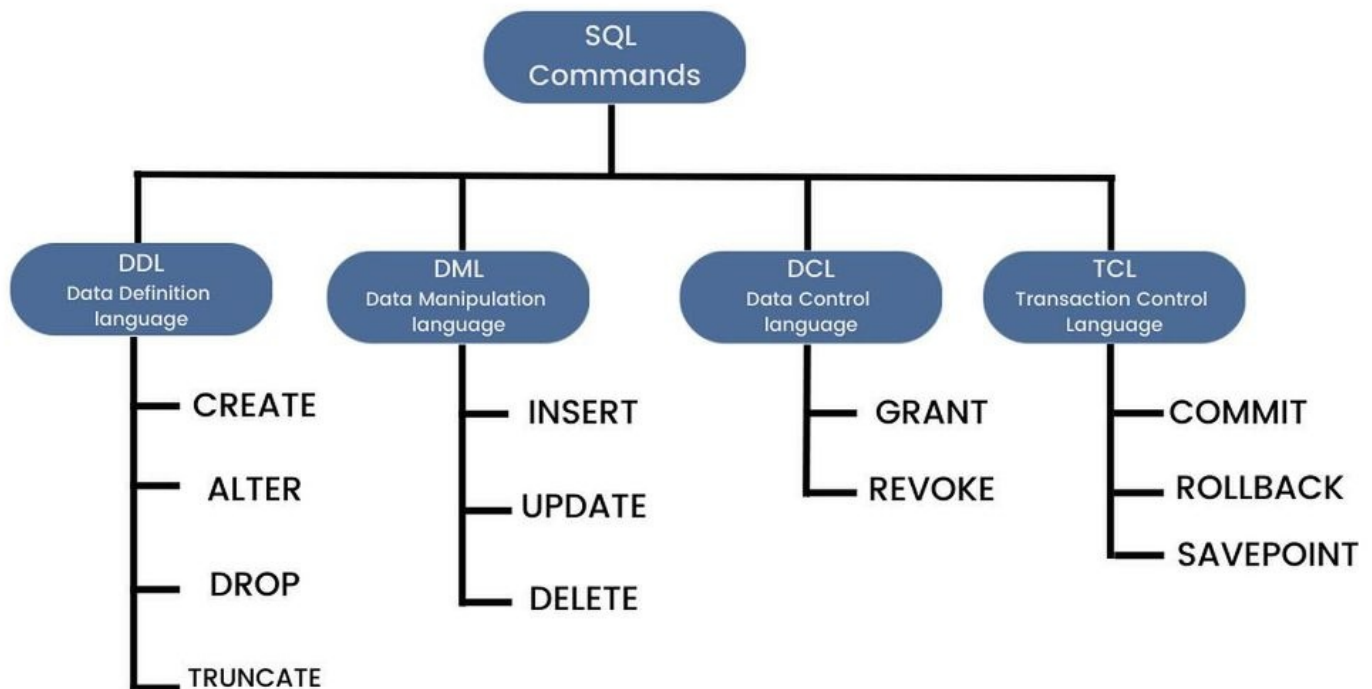 SQL
Commands
DDL
Data Definition
language
CREATE
ALTER
DROP
TRUNCATE
DML
Data Manipulation
language
INSERT
UPDATE
DELETE
DCL
Data Control
language
GRANT
REVOKE
TCL
Transaction Control
Language
COMMIT
ROLLBACK
SAVEPOINT